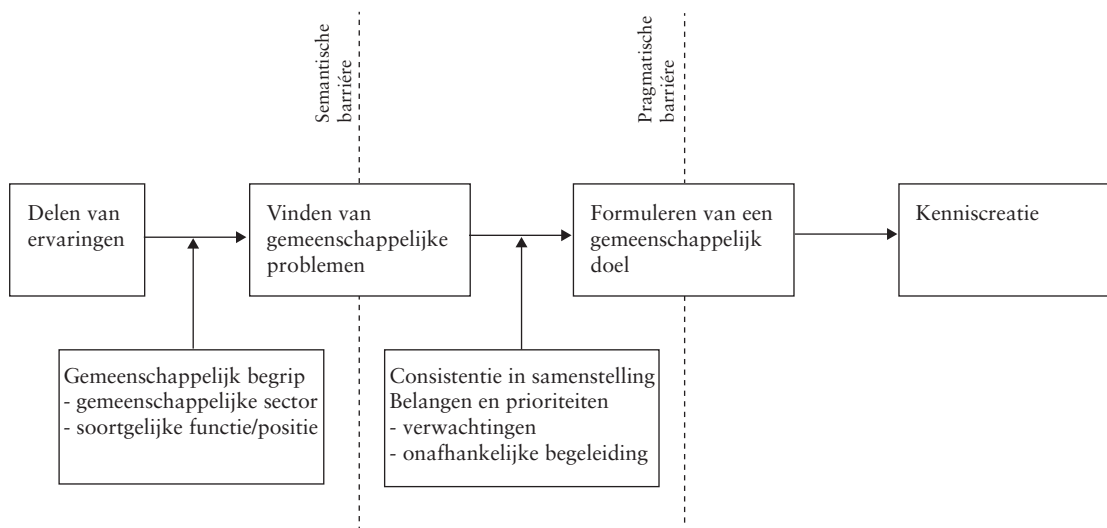 Semantische
barriére
Pragmatische
barriére
Delen van
ervaringen
Vinden van
gemeenschappelijke
problemen
Formuleren van een
gemeenschappelijk
doel
Kenniscreatie
Gemeenschappelijk begrip
- gemeenschappelijke sector
- soortgelijke functie/positie
Consistentie in samenstelling
Belangen en prioriteiten
- verwachtingen
- onafhankelijke begeleiding